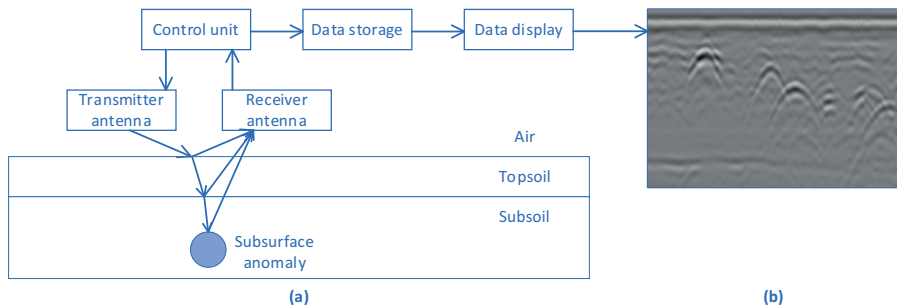 Control unit
Data storage
Data display
Transmitter
antenna
Receiver
antenna
Air
Topsoil
Subsoil
Subsurface
anomaly
(a)
(b)